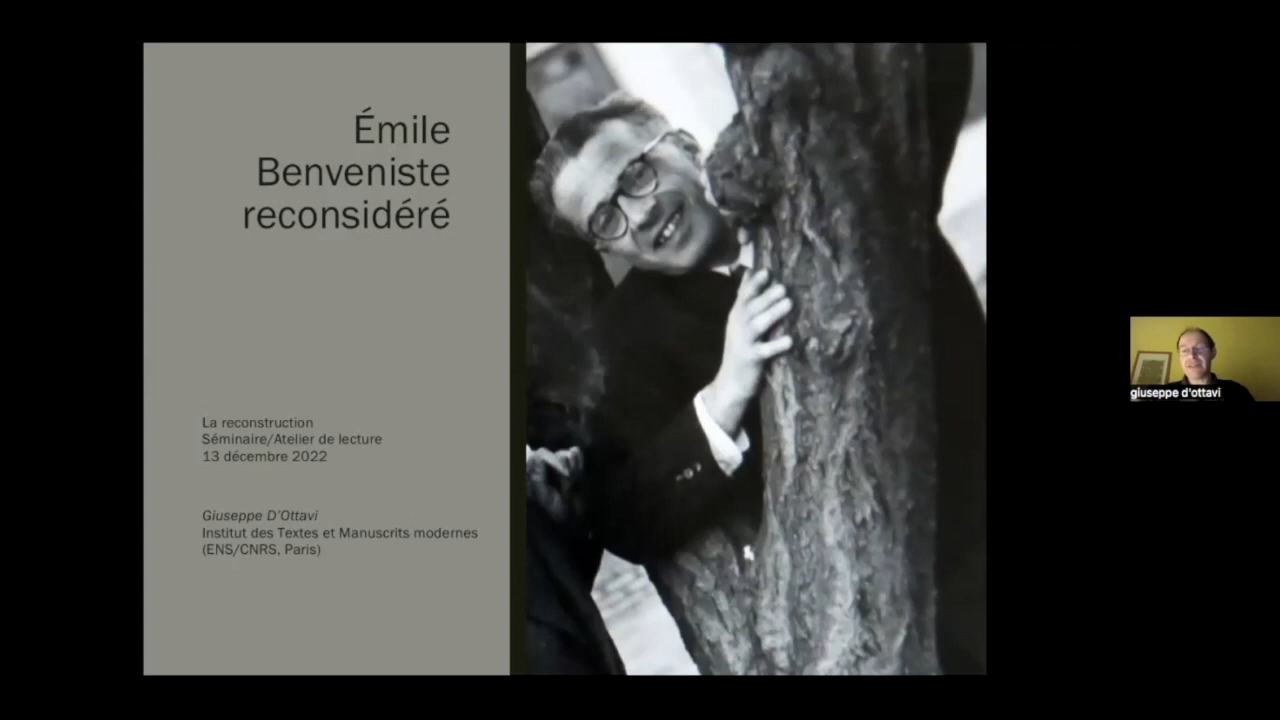 Émile
Benveniste
reconsidéré
La reconstruction
Séminaire/Atelier de lecture
13 décembre 2022
Giuseppe D'Ottavi
Institut des Textes et Manuscrits modernes
(ENS/CNRS, Paris)
giuseppe d'ottavi